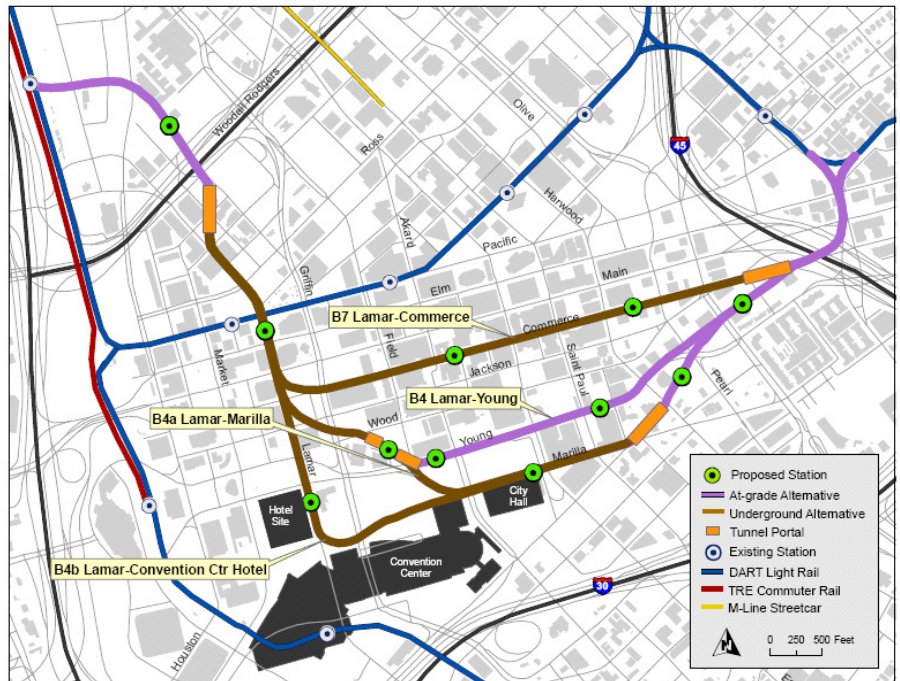 Woodall Rodgers
Ross
Olive
45
Harwood
Akard
Pacific
Griffin
Elm
Main
B7 Lamar-Commerce
Commerce
Market
Field
Jackson
Saint Paul
Pearl
B4 Lamar-Young
B4a Lamar-Marilla
Wood
Young
Lamar
Marilla
City
Hall
Hotel
Site
Convention
Center
B4b Lamar-Convention Ctr Hotel
30
Houston
Proposed Station
At-grade Alternative
Underground Alternative
Tunnel Portal
Existing Station
DART Light Rail
TRE Commuter Rail
M-Line Streetcar
N
0 250 500 Feet